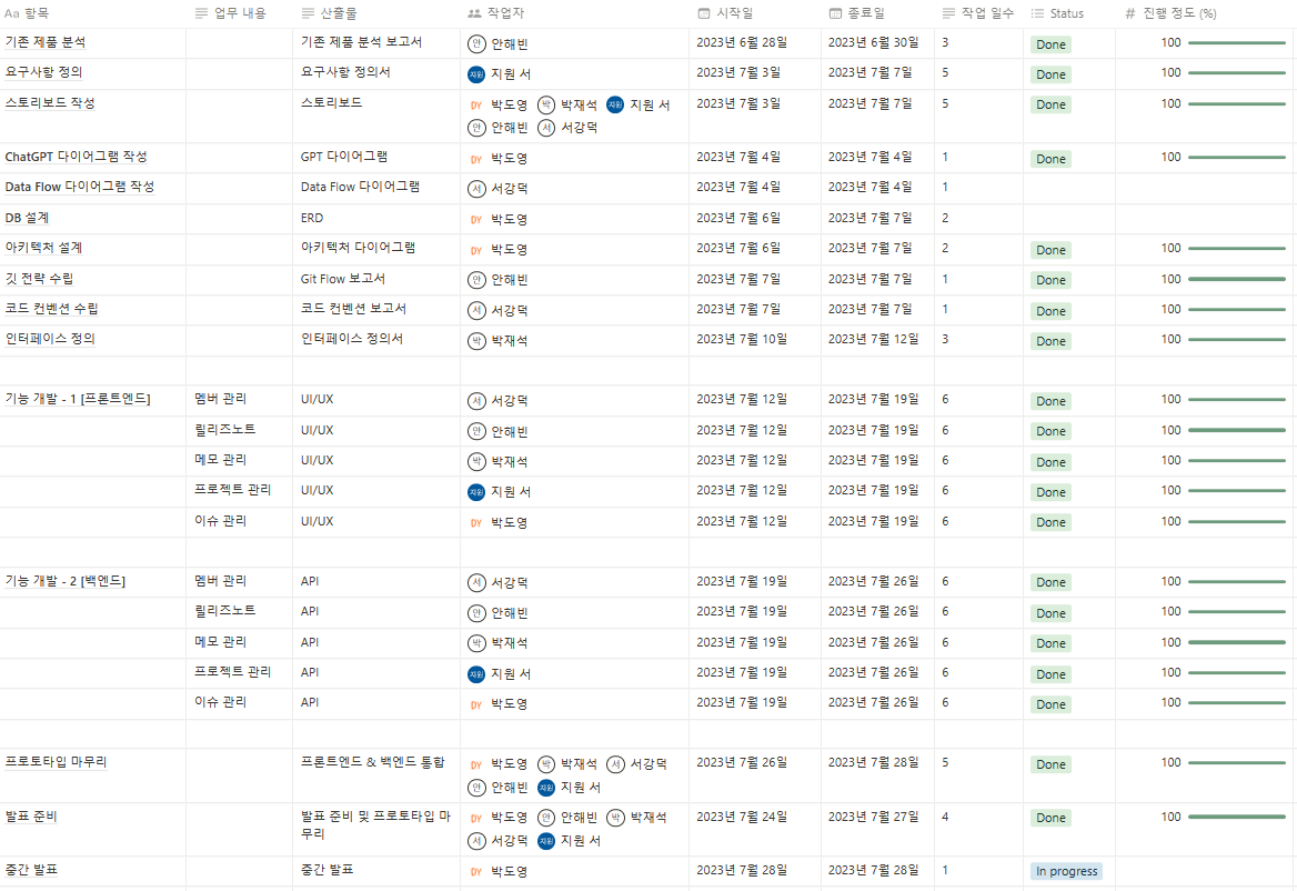 Aa 항목 업무 내용 산출물 작업자 시작일 종료일 작업 일수 Status # 진행 정도 (%)
기존 제품 분석 기존 제품 분석 보고서 안 안해빈 2023년 6월 28일 2023년 6월 30일 3 Done 100
요구사항 정의 요구사항 정의서 지원 지원 서 2023년 7월 3일 2023년 7월 7일 5 Done 100
스토리보드 작성 스토리보드 DY 박도영 박 박재석 지원 지원 서 2023년 7월 3일 2023년 7월 7일 5 Done 100
안 안해빈 서 서강덕
ChatGPT 다이어그램 작성 GPT 다이어그램 DY 박도영 2023년 7월 4일 2023년 7월 4일 1 Done 100
Data Flow 다이어그램 작성 Data Flow 다이어그램 서 서강덕 2023년 7월 4일 2023년 7월 4일 1
DB 설계 ERD DY 박도영 2023년 7월 6일 2023년 7월 7일 2
아키텍처 설계 아키텍처 다이어그램 DY 박도영 2023년 7월 6일 2023년 7월 7일 2 Done 100
깃 전략 수립 Git Flow 보고서 안 안해빈 2023년 7월 7일 2023년 7월 7일 1 Done 100
코드 컨벤션 수립 코드 컨벤션 보고서 서 서강덕 2023년 7월 7일 2023년 7월 7일 1 Done 100
인터페이스 정의 인터페이스 정의서 박 박재석 2023년 7월 10일 2023년 7월 12일 3 Done 100
기능 개발 - 1 [프론트엔드] 멤버 관리 UI/UX 서 서강덕 2023년 7월 12일 2023년 7월 19일 6 Done 100
릴리즈노트 UI/UX 안 안해빈 2023년 7월 12일 2023년 7월 19일 6 Done 100
메모 관리 UI/UX 박 박재석 2023년 7월 12일 2023년 7월 19일 6 Done 100
프로젝트 관리 UI/UX 지원 지원 서 2023년 7월 12일 2023년 7월 19일 6 Done 100
이슈 관리 UI/UX DY 박도영 2023년 7월 12일 2023년 7월 19일 6 Done 100
기능 개발 - 2 [백엔드] 멤버 관리 API 서 서강덕 2023년 7월 19일 2023년 7월 26일 6 Done 100
릴리즈노트 API 안 안해빈 2023년 7월 19일 2023년 7월 26일 6 Done 100
메모 관리 API 박 박재석 2023년 7월 19일 2023년 7월 26일 6 Done 100
프로젝트 관리 API 지원 지원 서 2023년 7월 19일 2023년 7월 26일 6 Done 100
이슈 관리 API DY 박도영 2023년 7월 19일 2023년 7월 26일 6 Done 100
프로토타입 마무리 프론트엔드 & 백엔드 통합 DY 박도영 박 박재석 서 서강덕 2023년 7월 26일 2023년 7월 28일 5 Done 100
안 안해빈 지원 지원 서
발표 준비 발표 준비 및 프로토타입 마 DY 박도영 안 안해빈 박 박재석 2023년 7월 24일 2023년 7월 27일 4 Done 100
무리 서 서강덕 지원 지원 서
중간 발표 중간 발표 DY 박도영 2023년 7월 28일 2023년 7월 28일 1 In progress